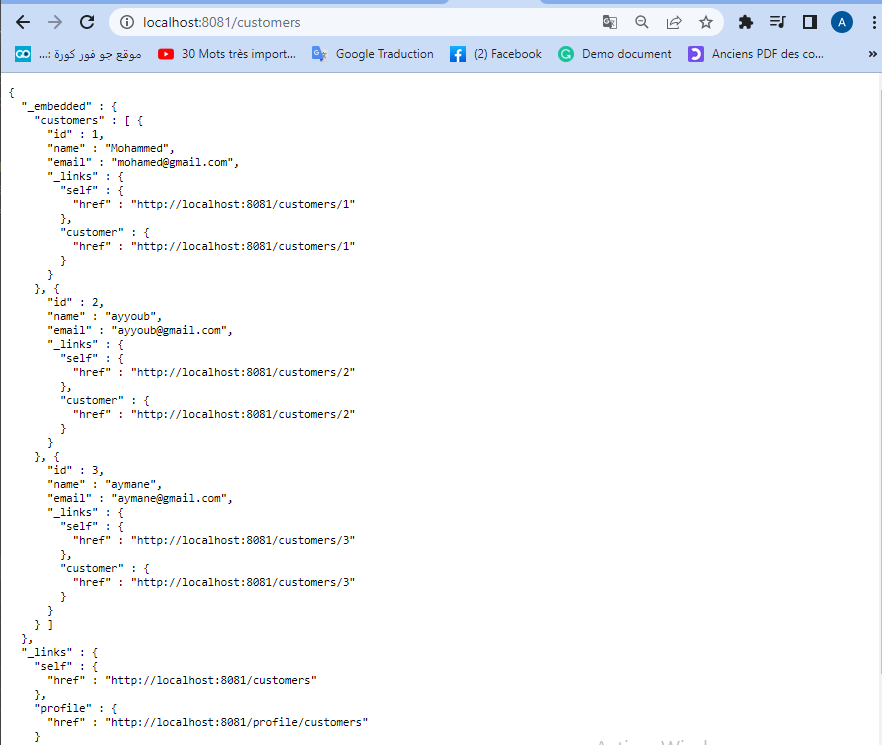 localhost:8081/customers
A
موقع جو فور كورة :...
30 Mots très import...
Google Traduction
(2) Facebook
Demo document
Anciens PDF des co...
»
{
  "_embedded" : {
    "customers" : [ {
      "id" : 1,
      "name" : "Mohammed",
      "email" : "mohamed@gmail.com",
      "_links" : {
        "self" : {
          "href" : "http://localhost:8081/customers/1"
        },
        "customer" : {
          "href" : "http://localhost:8081/customers/1"
        }
      }
    }, {
      "id" : 2,
      "name" : "ayyoub",
      "email" : "ayyoub@gmail.com",
      "_links" : {
        "self" : {
          "href" : "http://localhost:8081/customers/2"
        },
        "customer" : {
          "href" : "http://localhost:8081/customers/2"
        }
      }
    }, {
      "id" : 3,
      "name" : "aymane",
      "email" : "aymane@gmail.com",
      "_links" : {
        "self" : {
          "href" : "http://localhost:8081/customers/3"
        },
        "customer" : {
          "href" : "http://localhost:8081/customers/3"
        }
      }
    } ]
  },
  "_links" : {
    "self" : {
      "href" : "http://localhost:8081/customers"
    },
    "profile" : {
      "href" : "http://localhost:8081/profile/customers"
    }